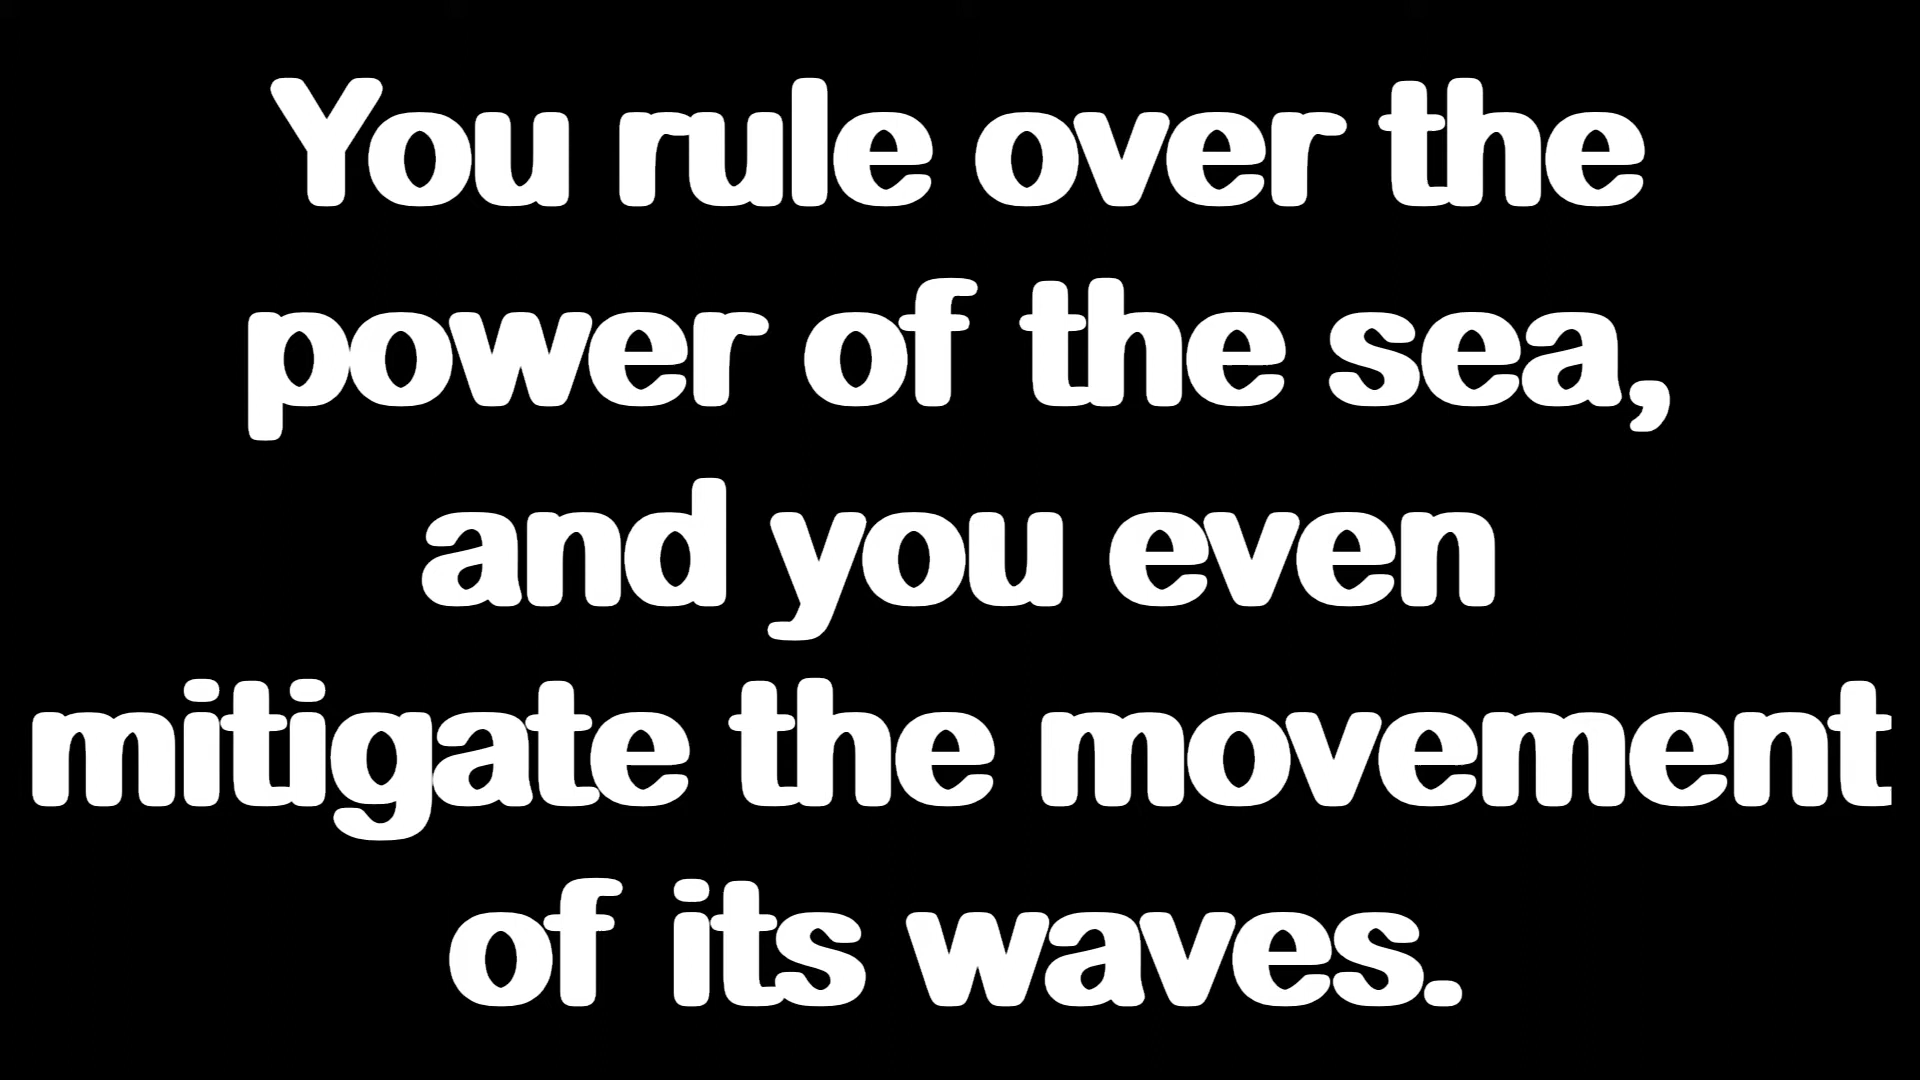 You rule over the
power of the sea,
and you even
mitigate the movement
of its waves.